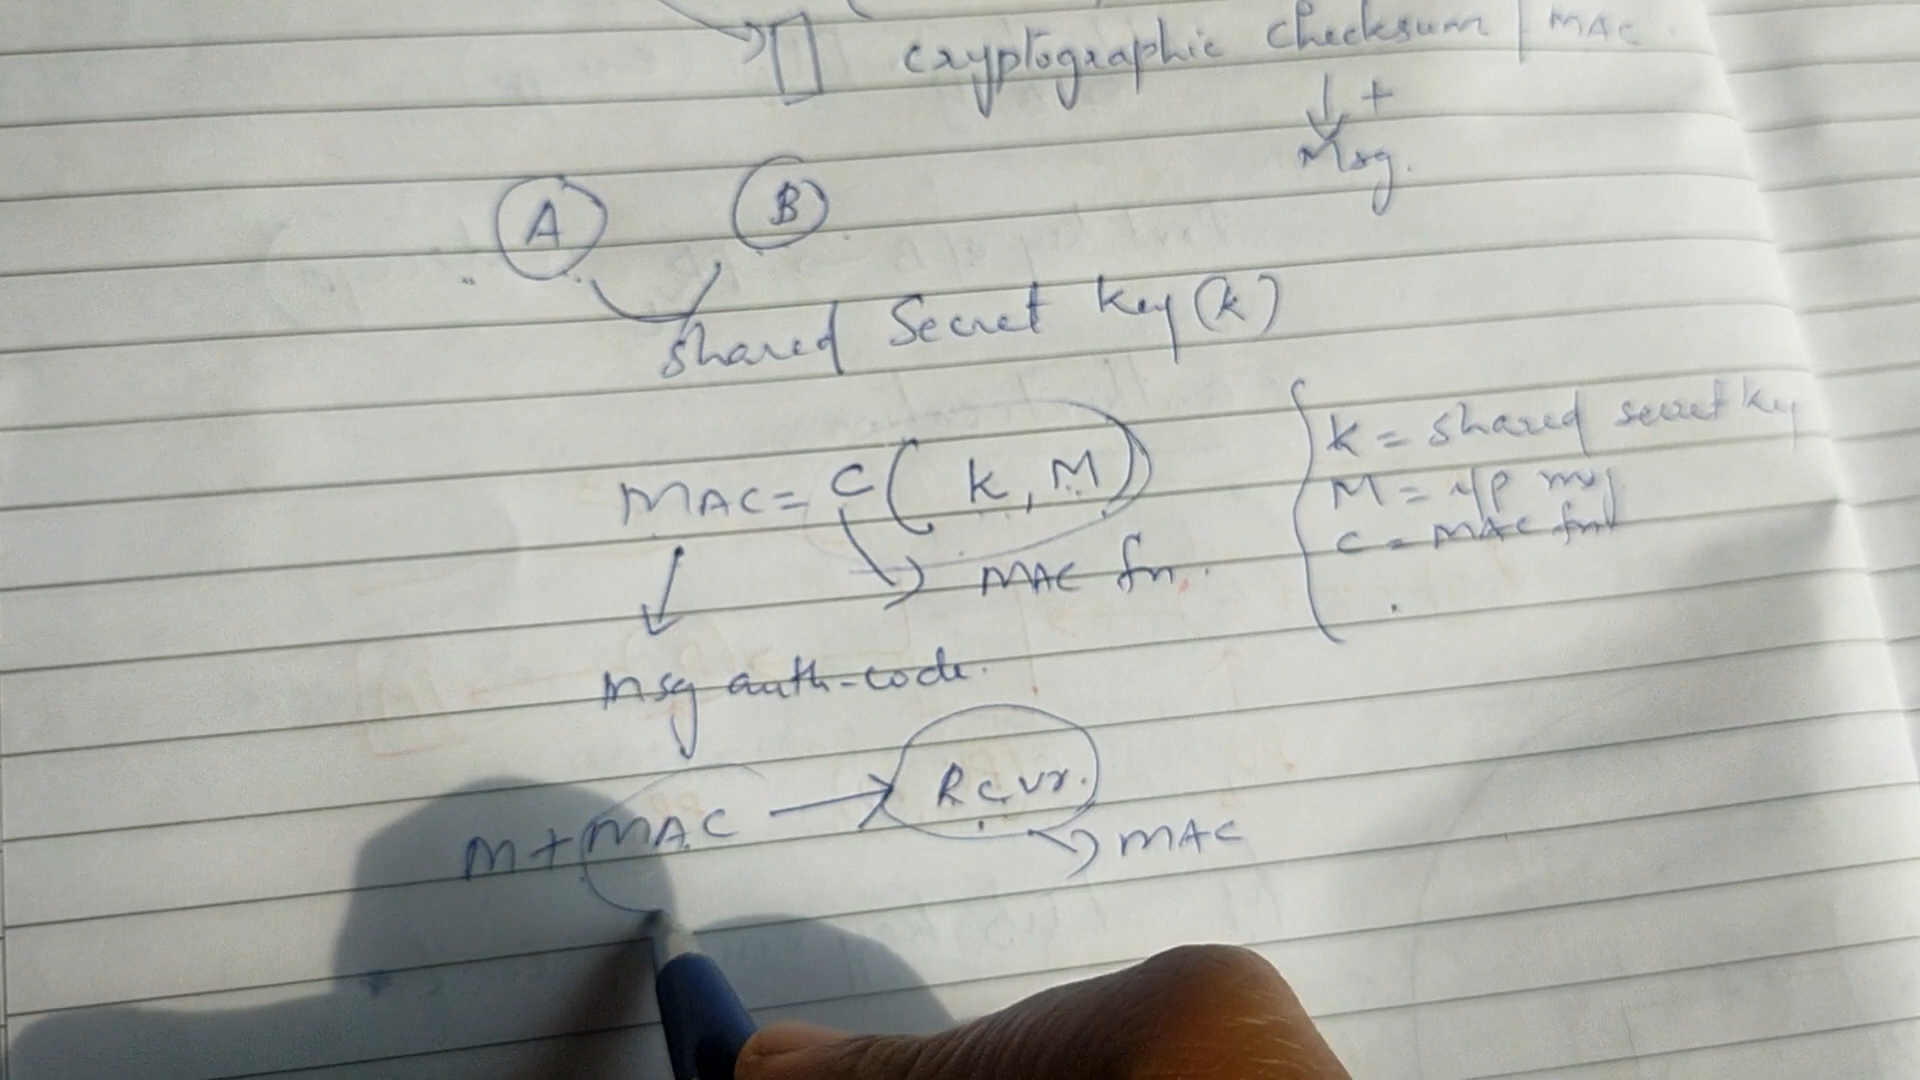 cryptographic checksum / MAC.
↓ +
Msg.
A B
shared Secret key (k)
MAC = C ( k, M )
→ MAC fn.
k = shared secret key
M = i/p msg.
C = MAC fn
↓
Msg auth-code.
↓
M + MAC → Rcvr.
→ MAC